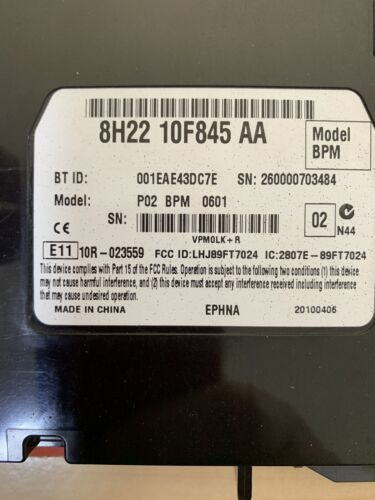 8H22 10F845 AA
Model
BPM
BT ID: 001EAE43DC7E SN: 260000703484
Model: P02 BPM 0601
SN:
VPMOLK+R
02
N44
CE
E11 10R-023559 FCC ID:LHJ89FT7024 IC:2807E-89FT7024
This device complies with Part 15 of the FCC Rules. Operation is subject to the following two conditions (1) this device
may not cause harmful interference, and (2) this device must accept any interference received including interference
that may cause undesired operation.
MADE IN CHINA EPHNA 20100406